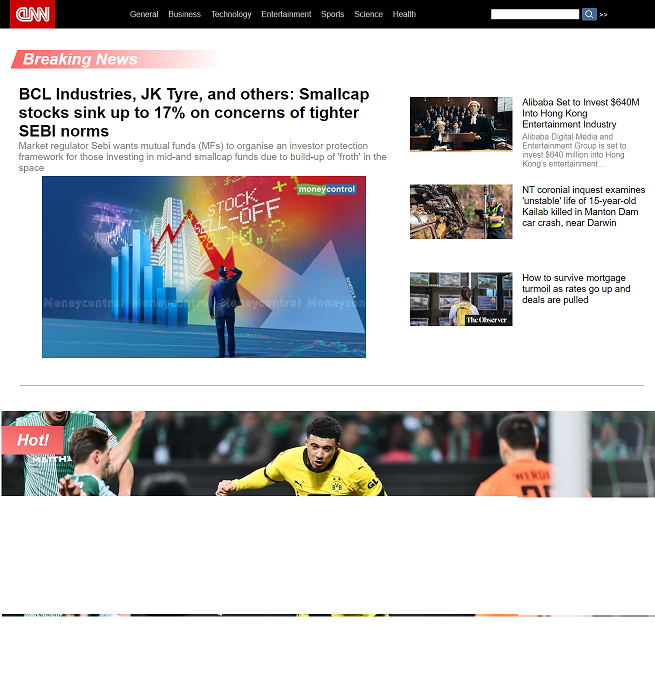 CNN
General Business Technology Entertainment Sports Science Health >>
Breaking News
BCL Industries, JK Tyre, and others: Smallcap
stocks sink up to 17% on concerns of tighter
SEBI norms
Market regulator Sebi wants mutual funds (MFs) to organise an investor protection
framework for those investing in mid-and smallcap funds due to build-up of 'froth' in the
space
moneycontrol
STOCK
SELL-OFF
Moneycontrol Moneycontrol Moneycon
Alibaba Set to Invest $640M
Into Hong Kong
Entertainment Industry
Alibaba Digital Media and
Entertainment Group is set to
invest $640 million into Hong
Kong's entertainment...
NT coronial inquest examines
'unstable' life of 15-year-old
Kailab killed in Manton Dam
car crash, near Darwin
How to survive mortgage
turmoil as rates go up and
deals are pulled
The Observer
Hot!
MATTHÄ
BVB
09
GLC
WERDE